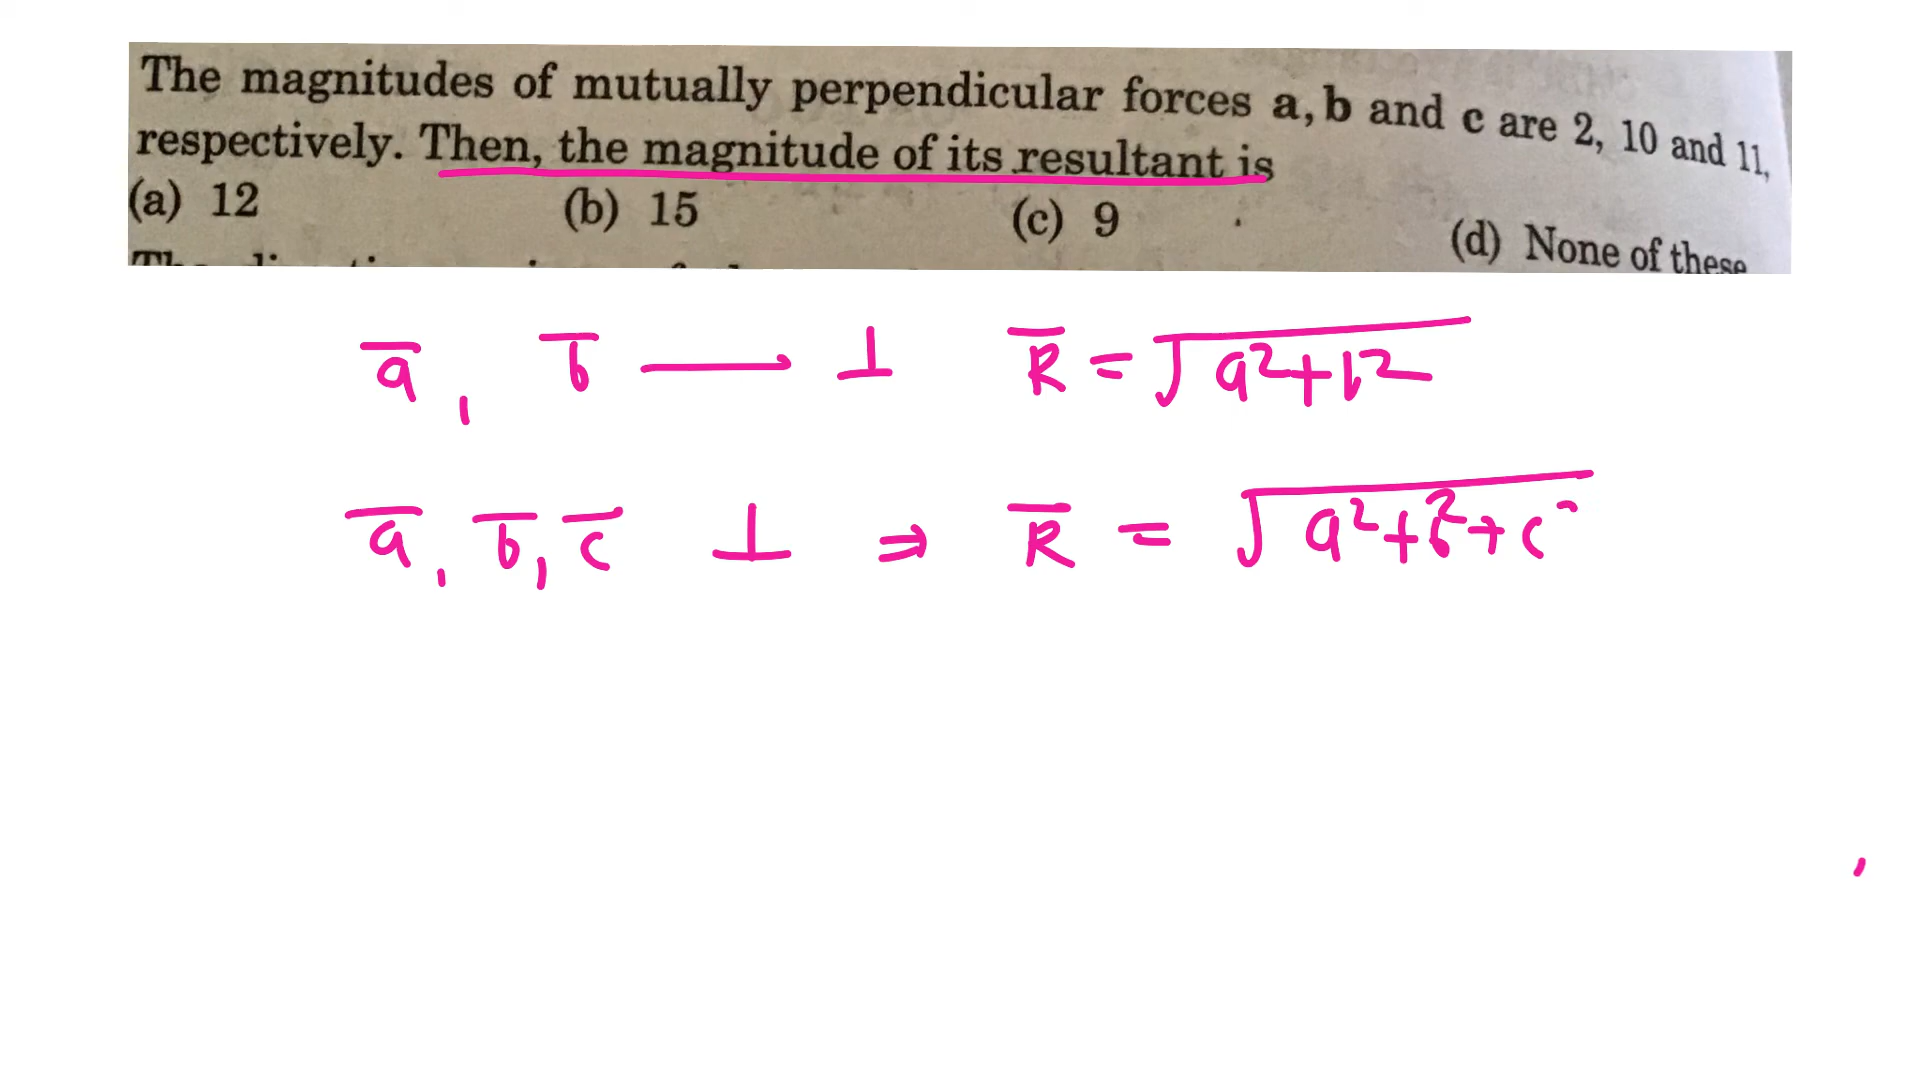 The magnitudes of mutually perpendicular forces a, b and c are 2, 10 and 11,
respectively. Then, the magnitude of its resultant is
(a) 12 (b) 15 (c) 9 (d) None of these
a̅, b̅ — ⊥ R̅ = √a²+b²
a̅, b̅, c̅ ⊥ ⇒ R̅ = √a²+b²+c²